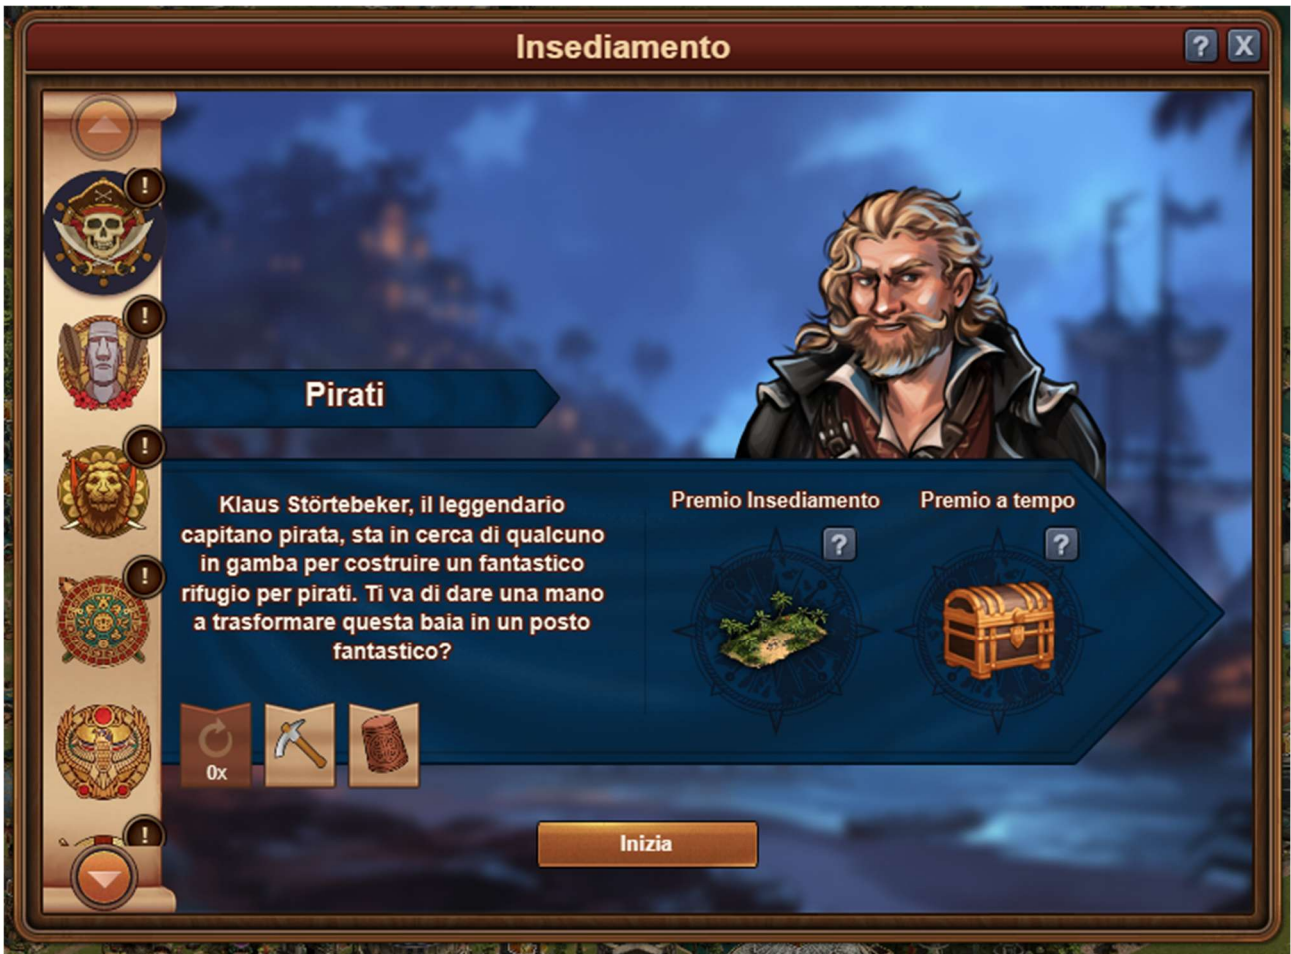 Insediamento
?
X
!
!
!
!
!
Pirati
Klaus Störtebeker, il leggendario
capitano pirata, sta in cerca di qualcuno
in gamba per costruire un fantastico
rifugio per pirati. Ti va di dare una mano
a trasformare questa baia in un posto
fantastico?
Premio Insediamento
Premio a tempo
?
?
0x
Inizia